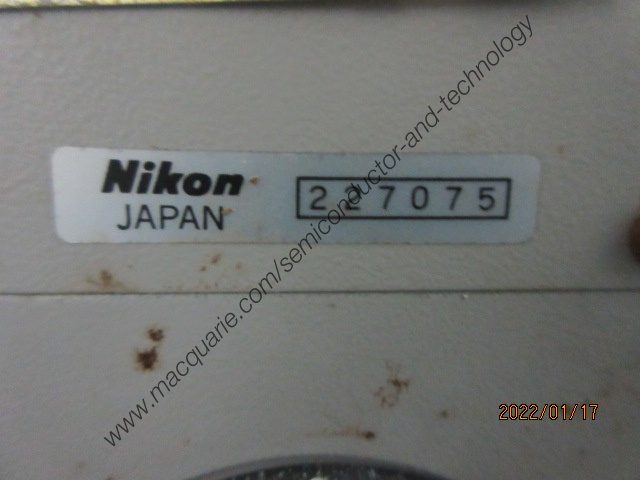 Nikon
JAPAN
227075
www.macquarie.com/semiconductor-and-technology
2022/01/17